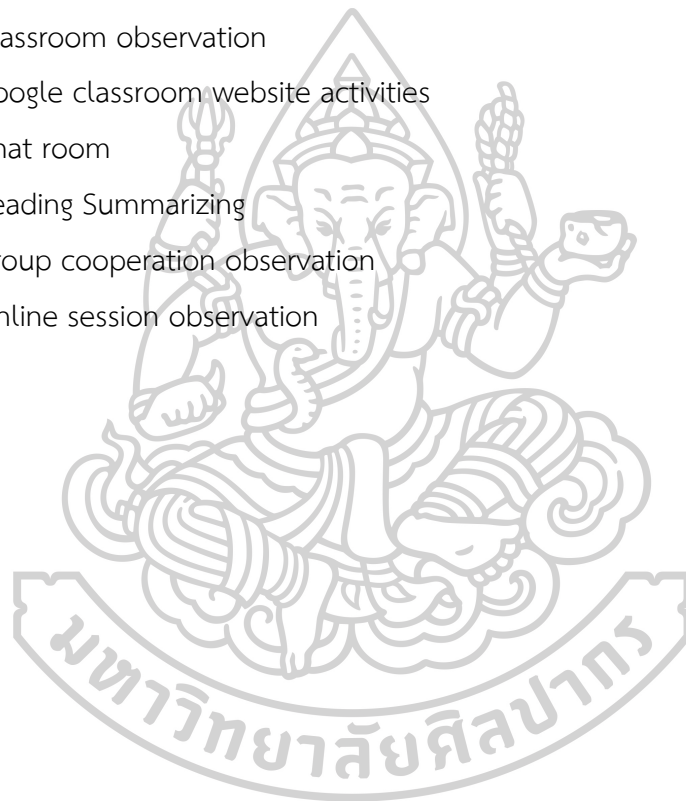 assroom observation
oogle classroom website activities
hat room
eading Summarizing
roup cooperation observation
nline session observation
มหาวิทยาลัยศิลปากร